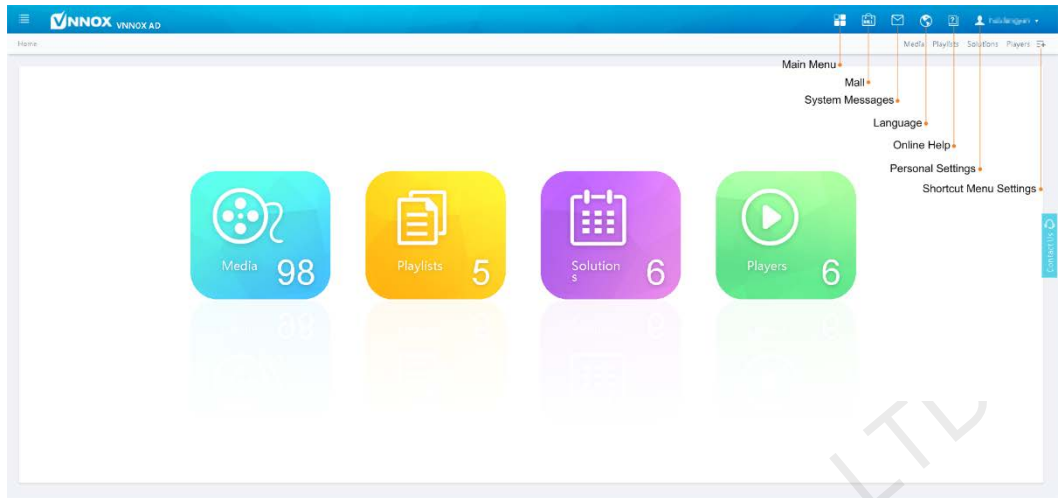 VNNOX VNNOX AD
Home
Media Playlists Solutions Players
Main Menu
Mall
System Messages
Language
Online Help
Personal Settings
Shortcut Menu Settings
Contact Us
Media 98
Playlists 5
Solution
s 6
Players 6
LTD